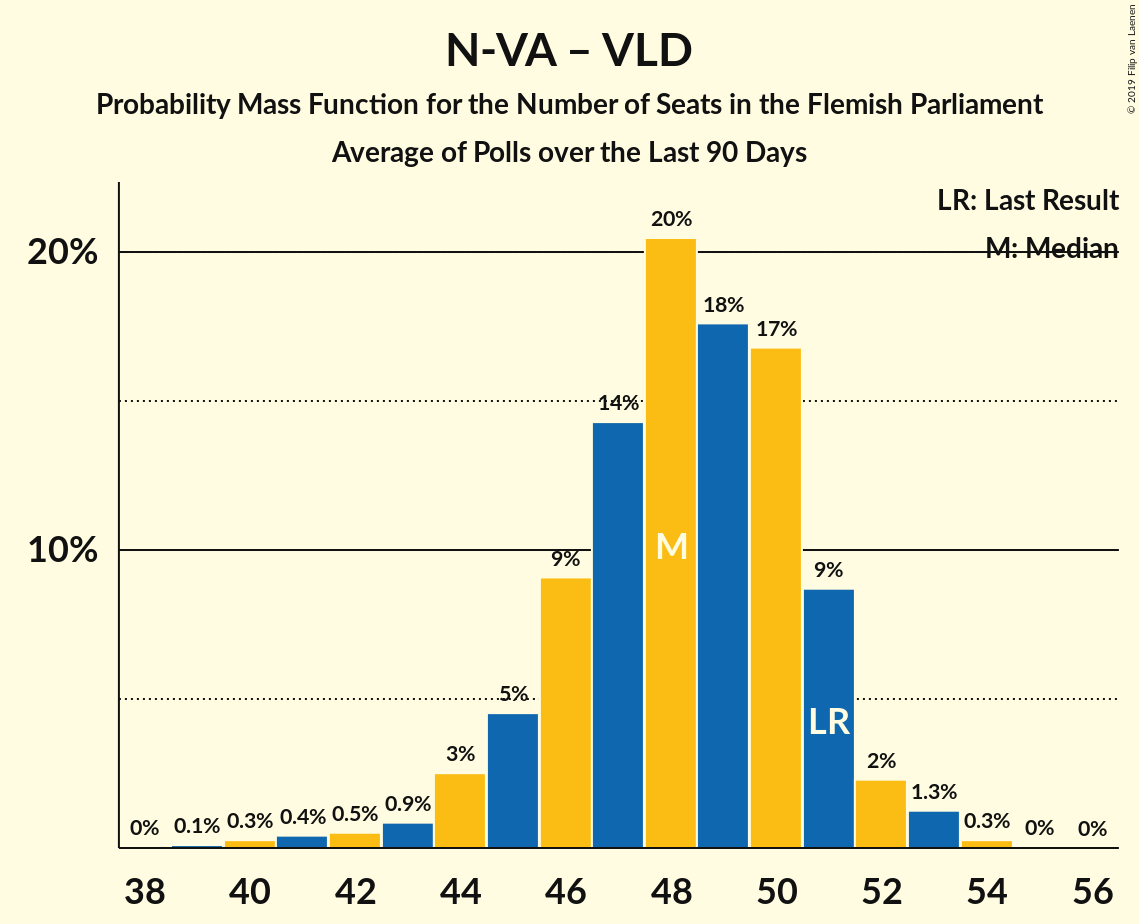 N-VA – VLD
Probability Mass Function for the Number of Seats in the Flemish Parliament
Average of Polls over the Last 90 Days
© 2019 Filip van Laenen
LR: Last Result
M: Median
20%
10%
0%
0.1%
0.3%
0.4%
0.5%
0.9%
3%
5%
9%
14%
20%
18%
17%
9%
2%
1.3%
0.3%
0%
0%
M
LR
38 40 42 44 46 48 50 52 54 56